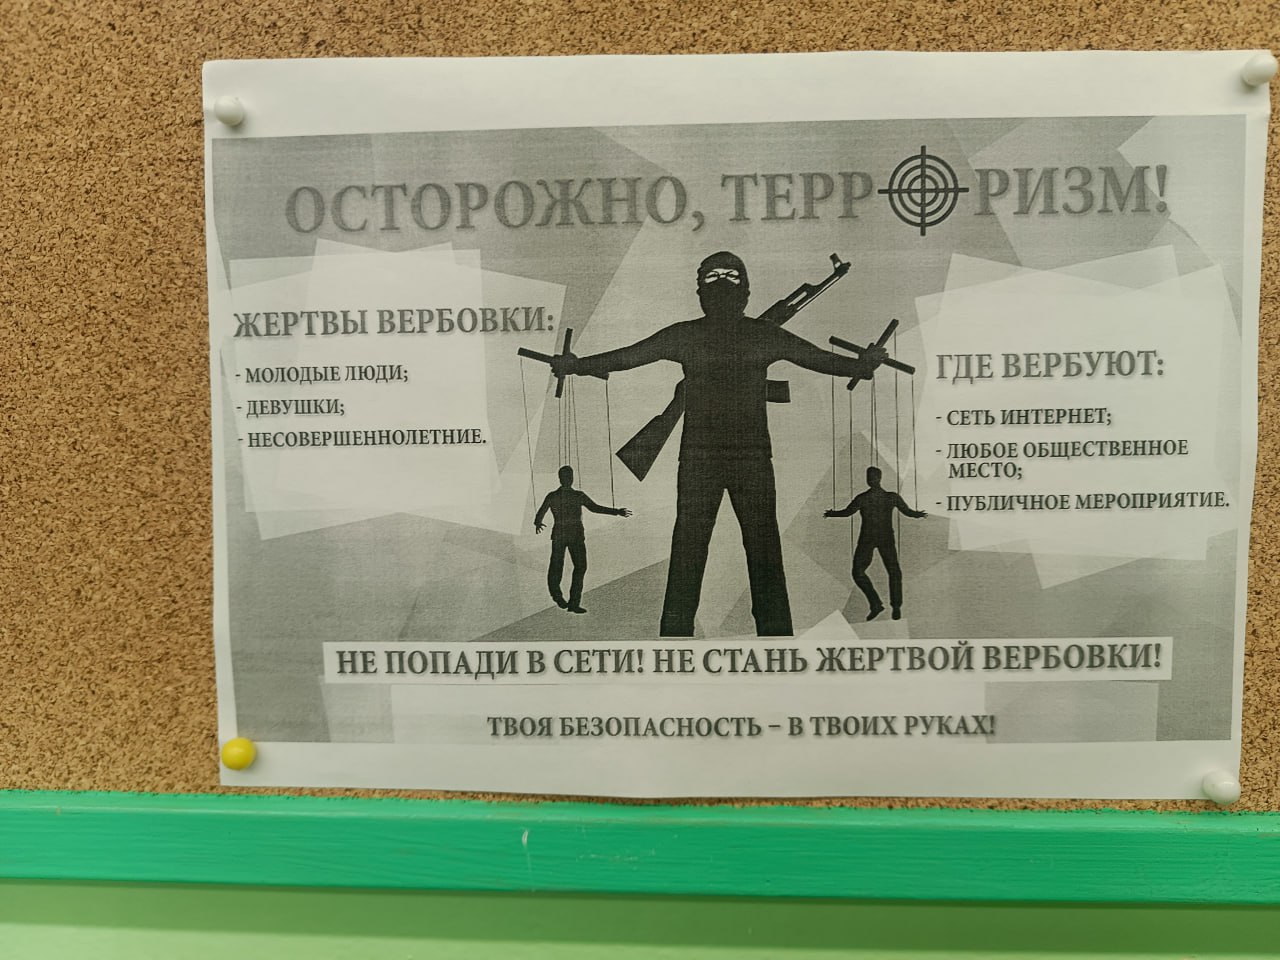 ОСТОРОЖНО, ТЕРРОРИЗМ!
ЖЕРТВЫ ВЕРБОВКИ:
- МОЛОДЫЕ ЛЮДИ;
- ДЕВУШКИ;
- НЕСОВЕРШЕННОЛЕТНИЕ.
ГДЕ ВЕРБУЮТ:
- СЕТЬ ИНТЕРНЕТ;
- ЛЮБОЕ ОБЩЕСТВЕННОЕ
МЕСТО;
- ПУБЛИЧНОЕ МЕРОПРИЯТИЕ.
НЕ ПОПАДИ В СЕТИ! НЕ СТАНЬ ЖЕРТВОЙ ВЕРБОВКИ!
ТВОЯ БЕЗОПАСНОСТЬ – В ТВОИХ РУКАХ!